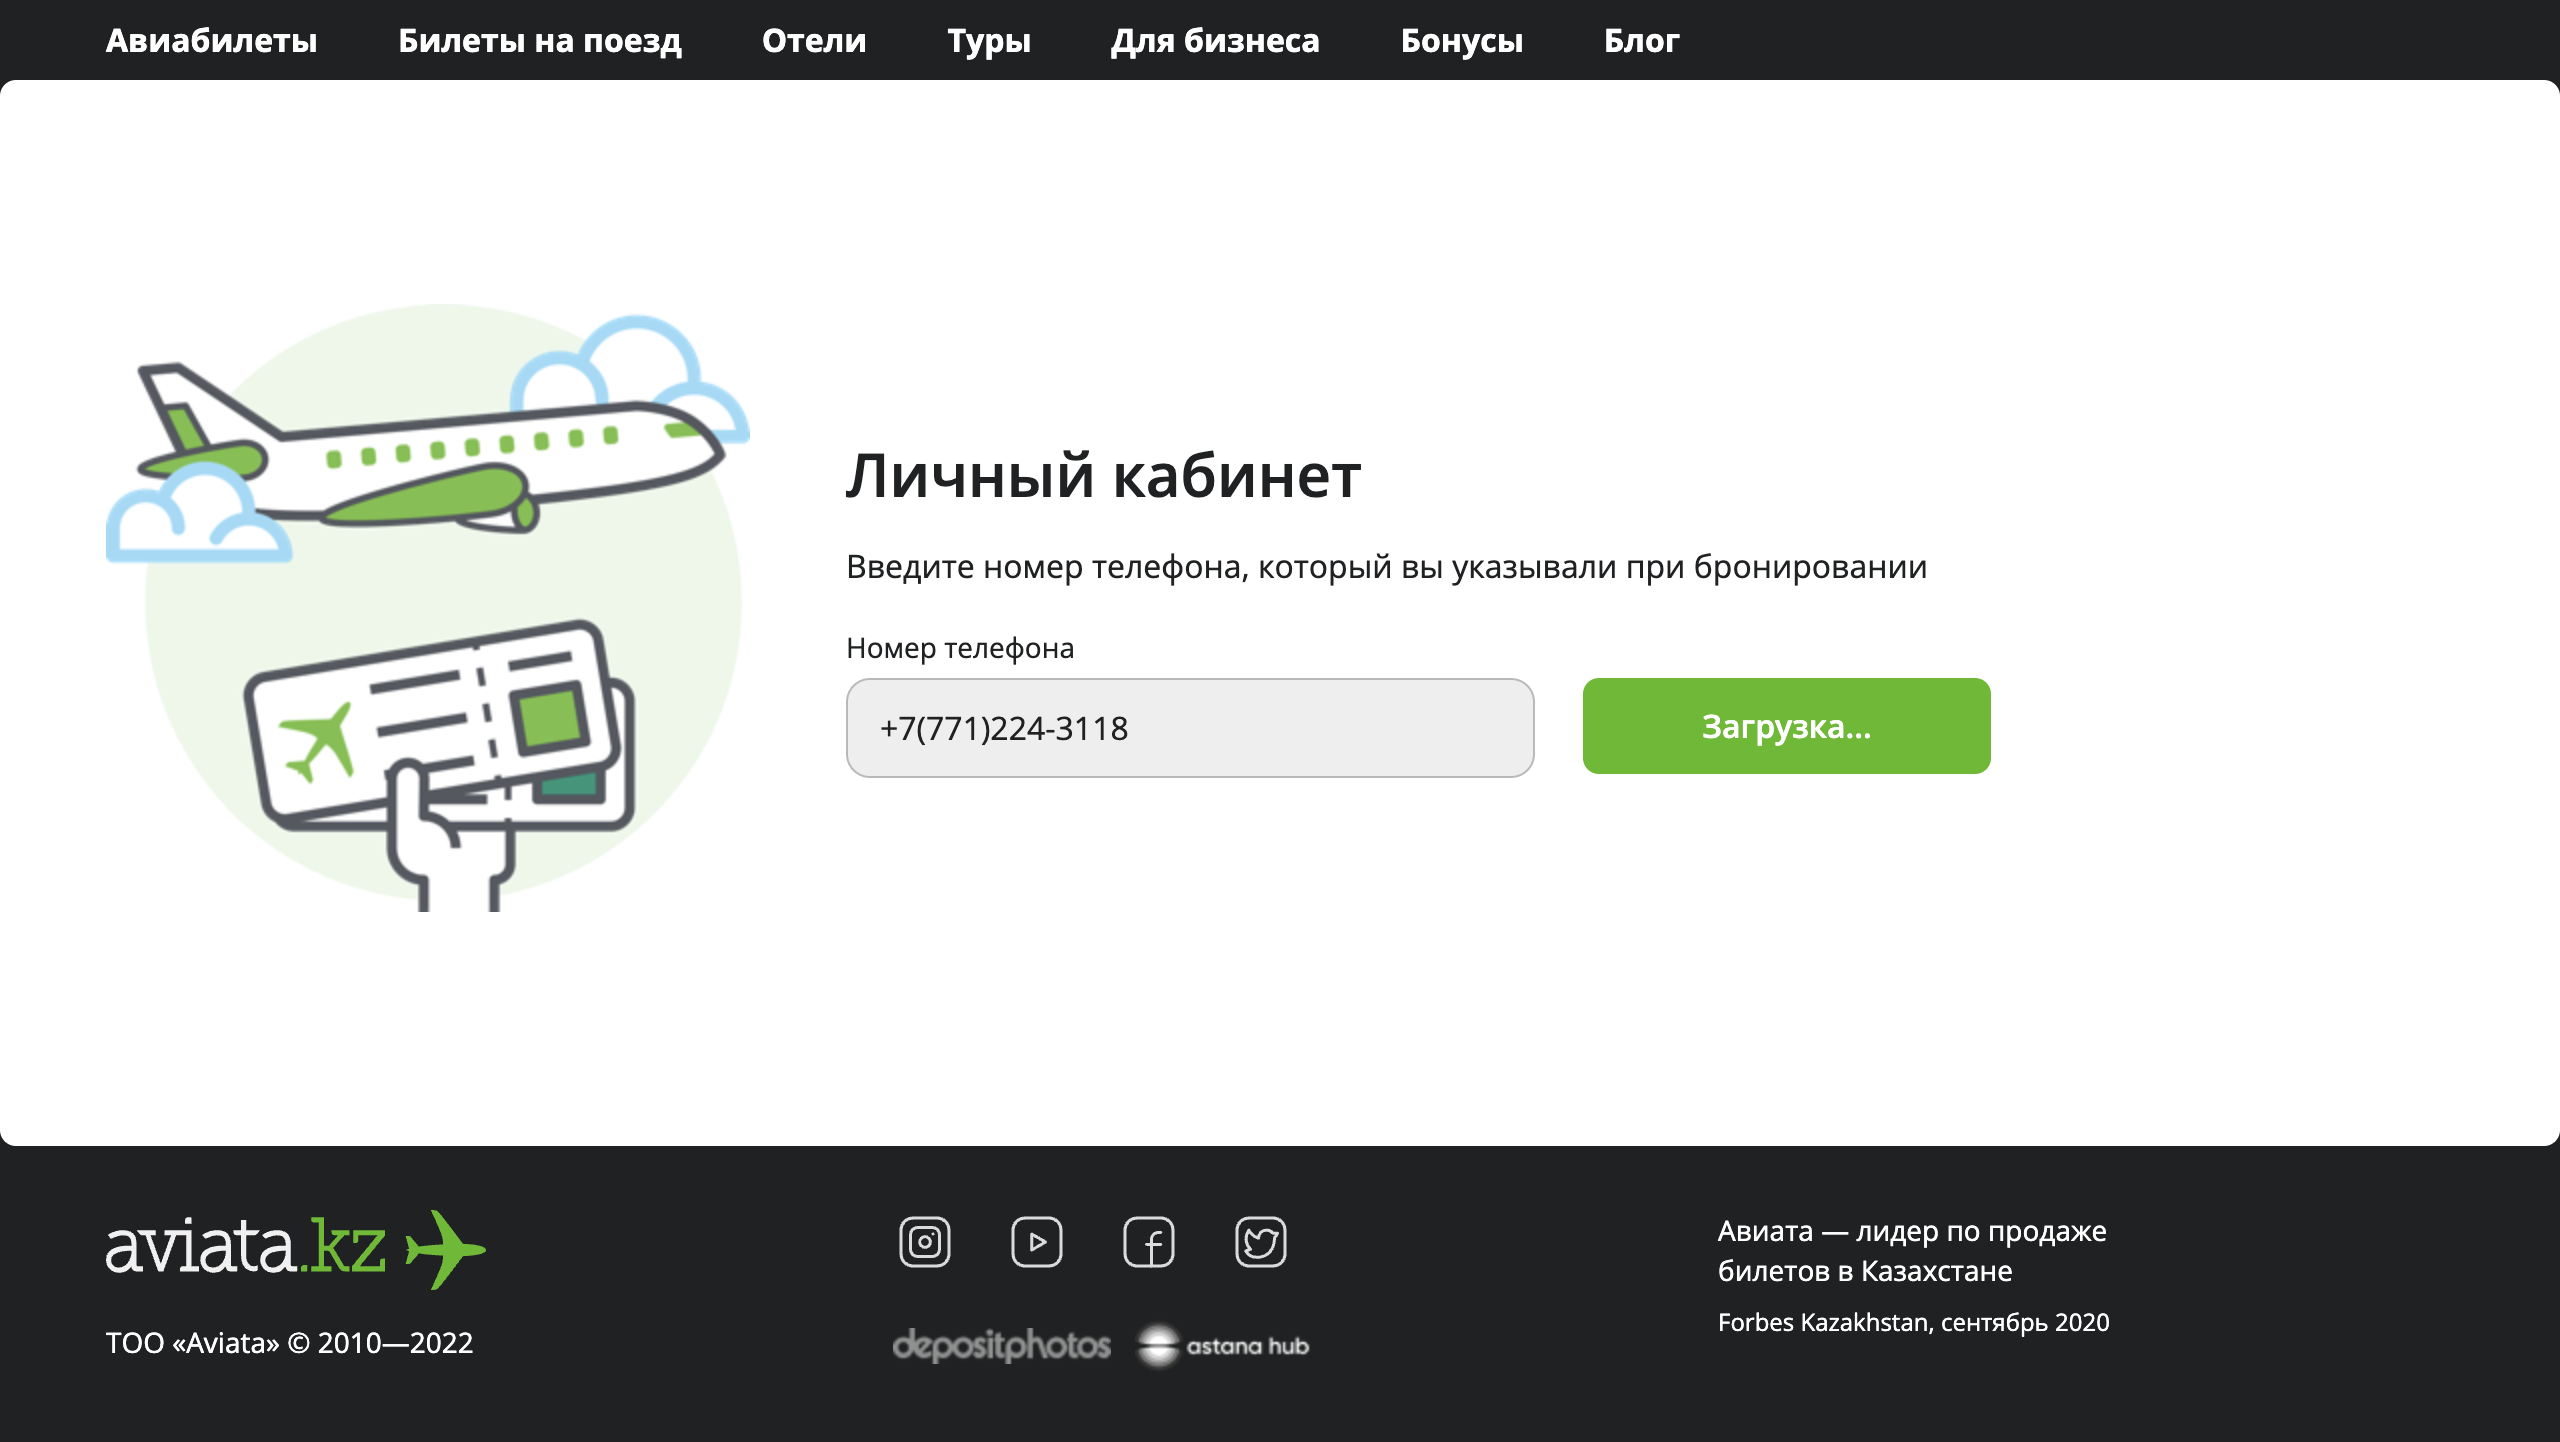 Авиабилеты Билеты на поезд Отели Туры Для бизнеса Бонусы Блог
Личный кабинет
Введите номер телефона, который вы указывали при бронировании
Номер телефона
+7(771)224-3118 Загрузка...
aviata.kz
ТОО «Aviata» © 2010—2022
depositphotos astana hub
Авиата — лидер по продаже
билетов в Казахстане
Forbes Kazakhstan, сентябрь 2020